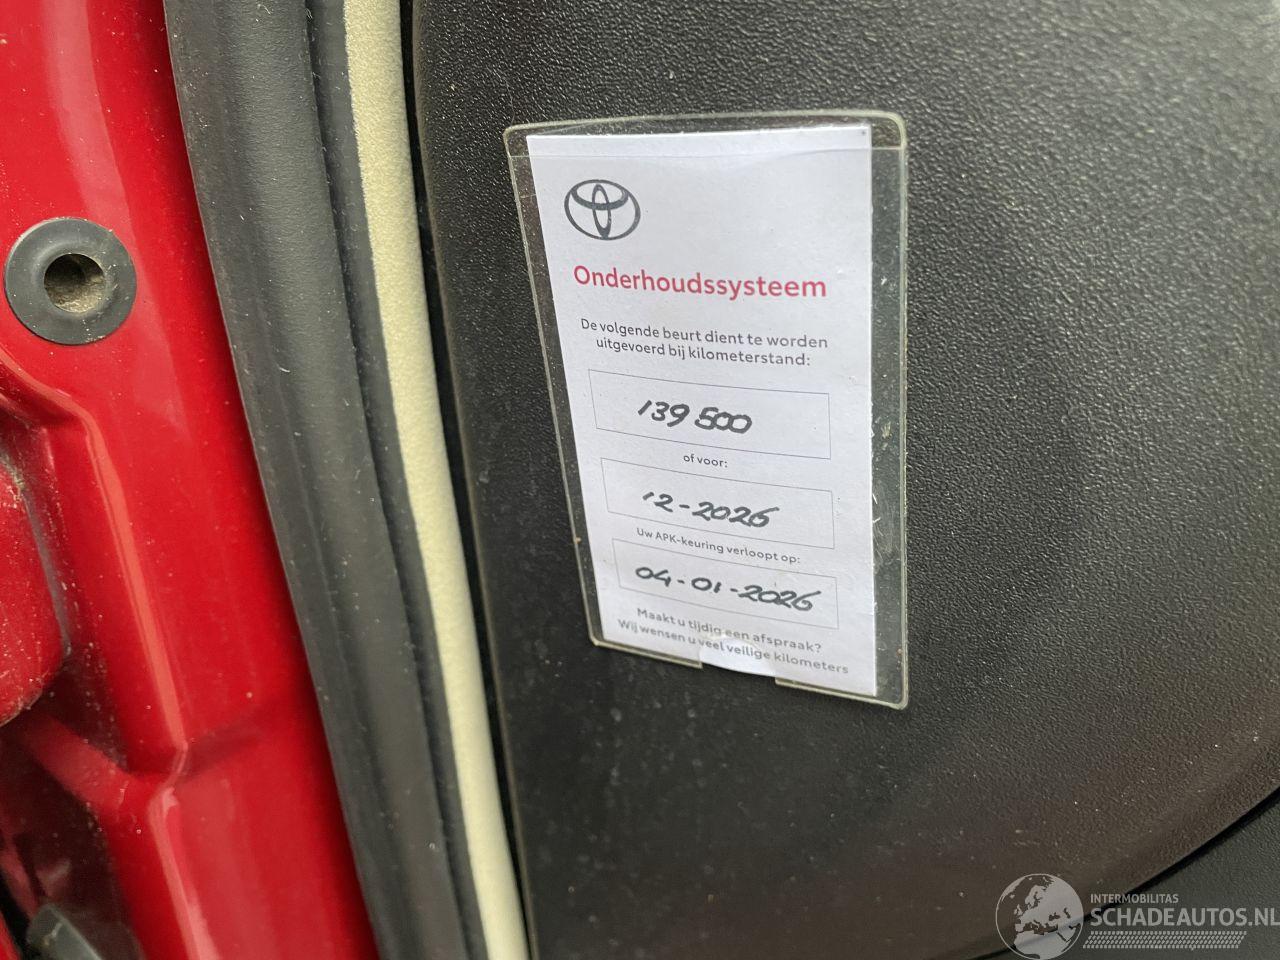 Onderhoudssysteem
De volgende beurt dient te worden
uitgevoerd bij kilometerstand:
139 500
of voor:
12-2026
Uw APK-keuring verloopt op:
04-01-2026
Maakt u tijdig een afspraak?
Wij wensen u veel veilige kilometers
INTERMOBILITAS
SCHADEAUTOS.NL